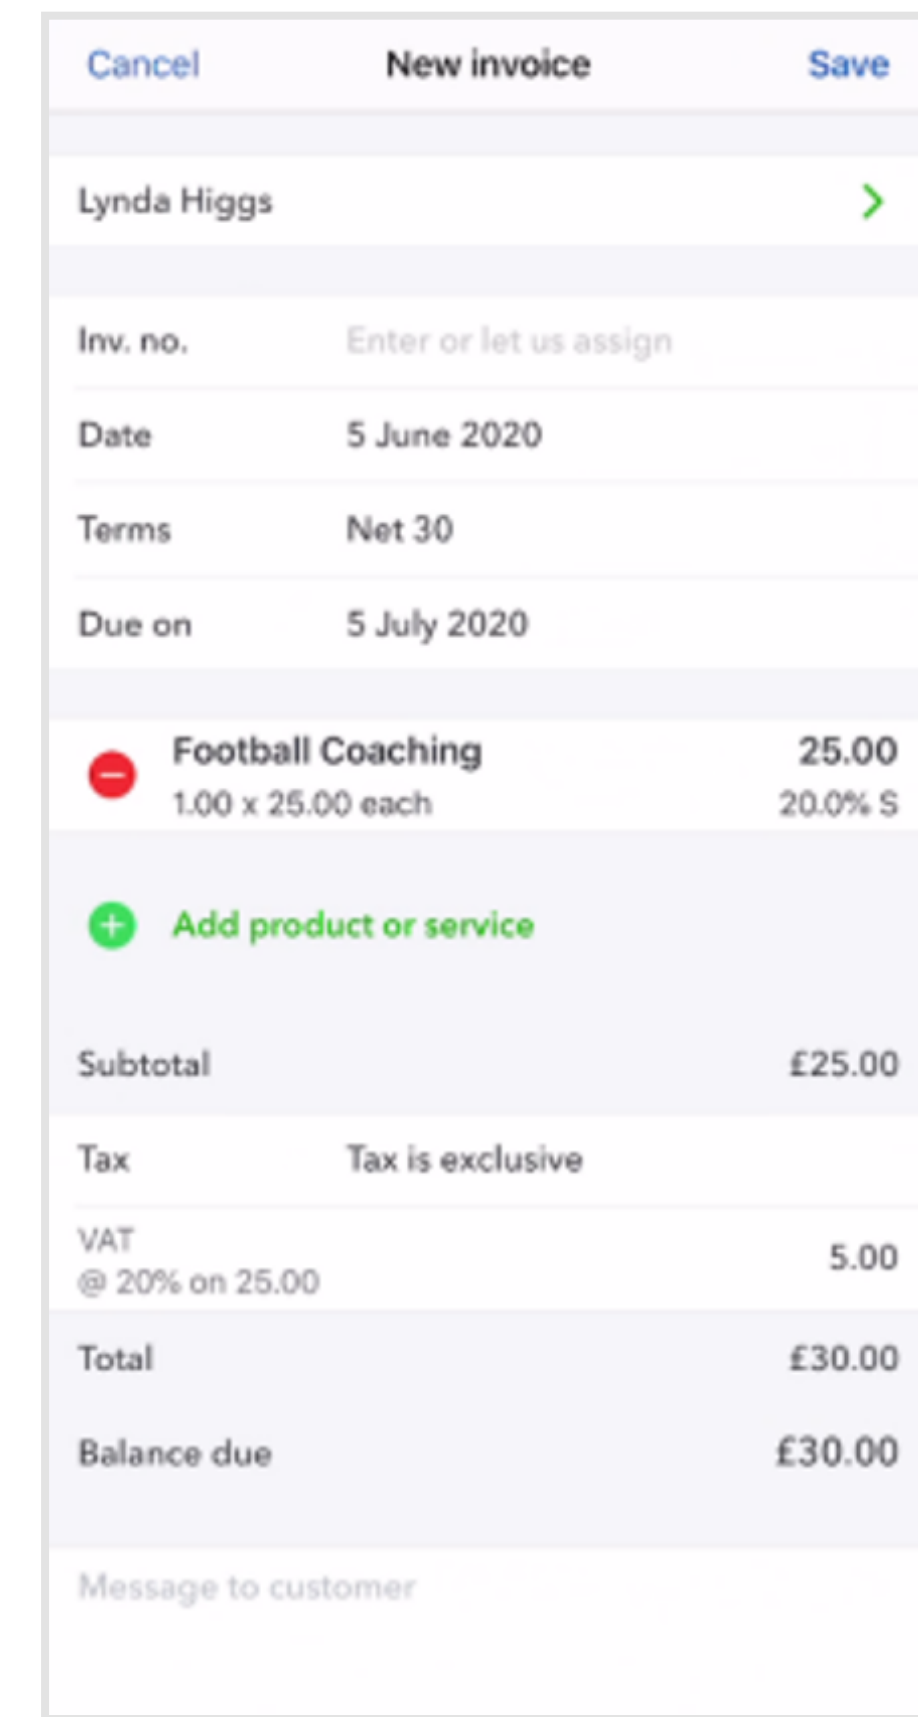 Cancel New invoice Save
Lynda Higgs
Inv. no. Enter or let us assign
Date 5 June 2020
Terms Net 30
Due on 5 July 2020
Football Coaching 25.00
1.00 x 25.00 each 20.0% S
Add product or service
Subtotal £25.00
Tax Tax is exclusive
VAT
@ 20% on 25.00 5.00
Total £30.00
Balance due £30.00
Message to customer